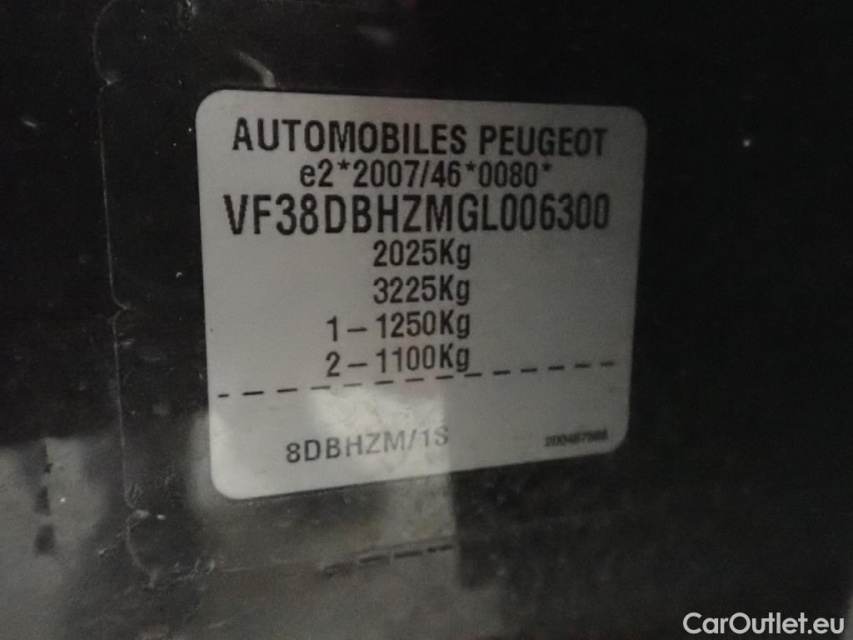 AUTOMOBILES PEUGEOT
e2*2007/46*0080*
VF38DBHZMGL006300
2025Kg
3225Kg
1-1250Kg
2-1100Kg
8DBHZM/1S
CarOutlet.eu